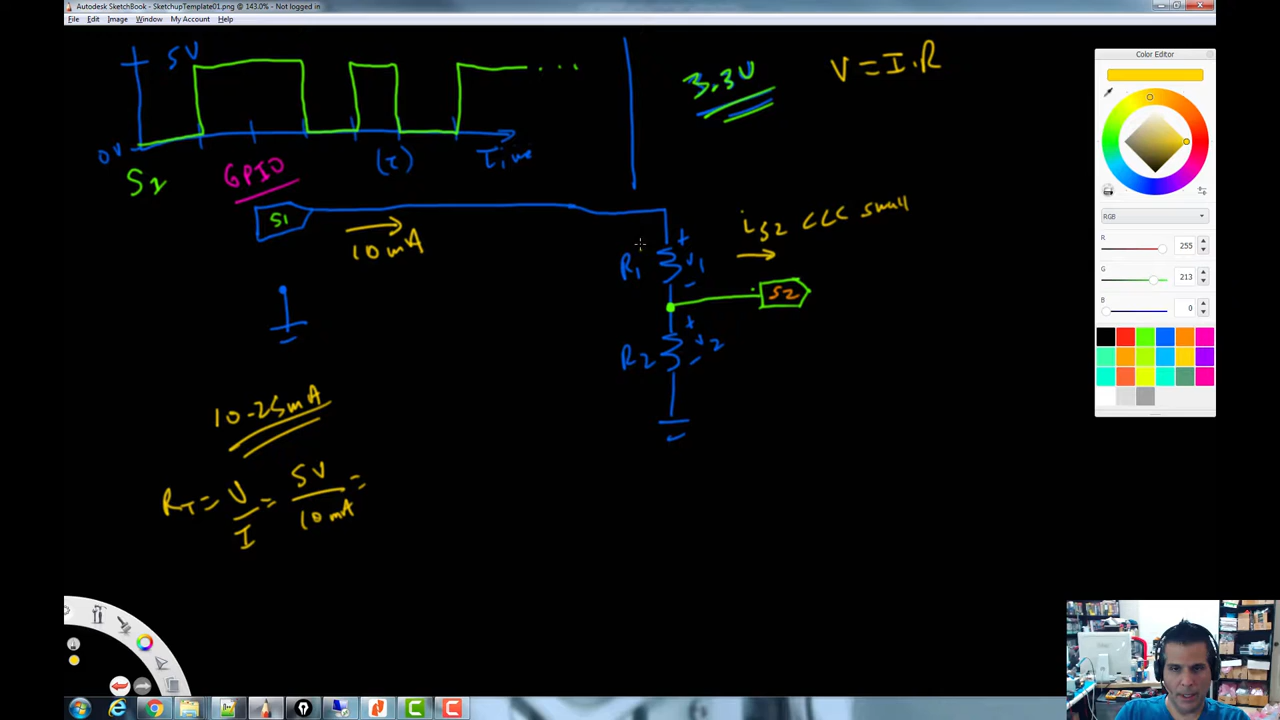 Autodesk SketchBook - SketchupTemplate01.png @ 143.0% - Not logged in
File Edit Image Window My Account Help
Color Editor
5V
0V
(τ)
Time
S1
GPIO
3.3V
V = I.R
S1
10mA
R1
+
V1
-
iS2 <<< small
S2
R2
+
V2
-
10-25mA
RT = V/I = 5V/10mA =
RGB
R 255
G 213
B 0